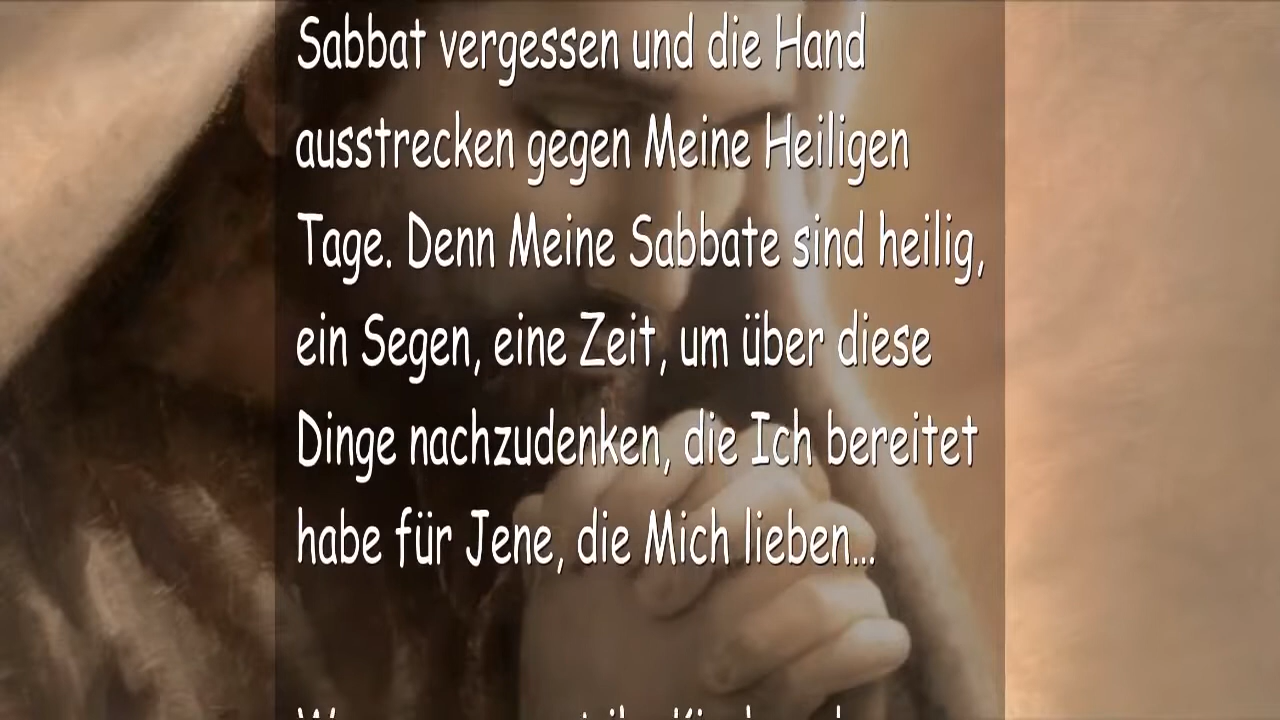 Sabbat vergessen und die Hand
ausstrecken gegen Meine Heiligen
Tage. Denn Meine Sabbate sind heilig,
ein Segen, eine Zeit, um über diese
Dinge nachzudenken, die Ich bereitet
habe für Jene, die Mich lieben...